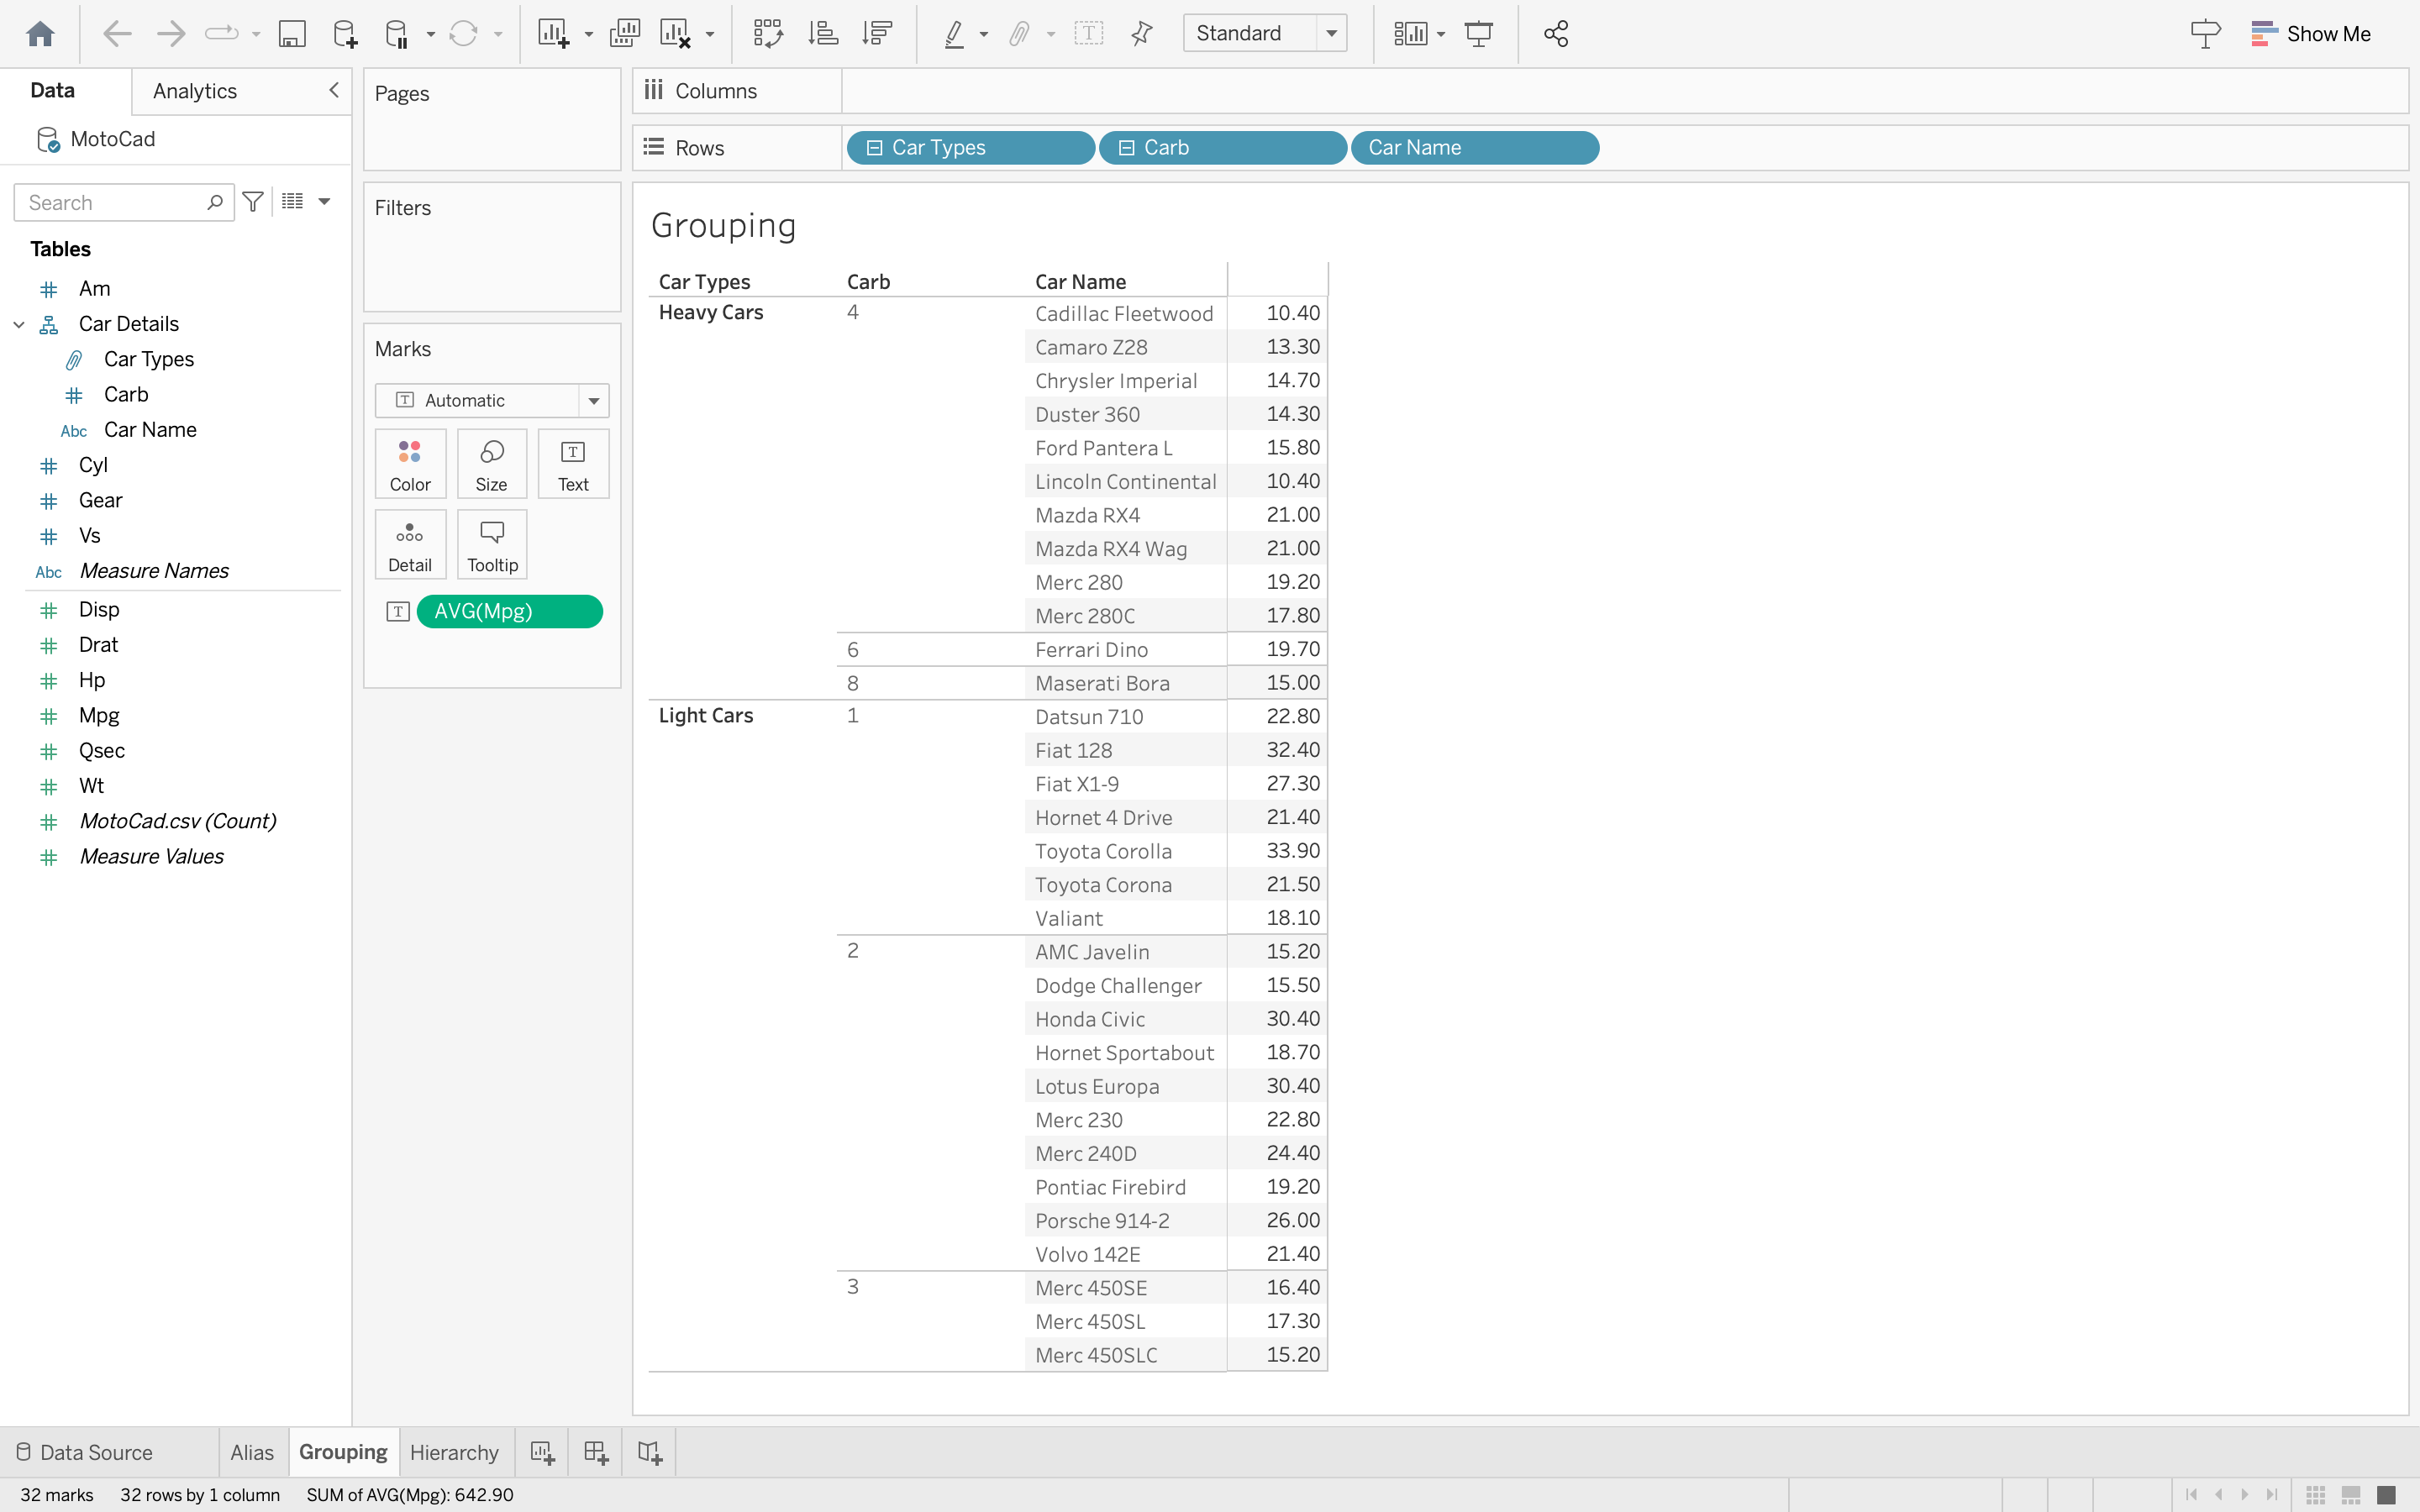 Standard
Show Me
Data Analytics
MotoCad
Search
Tables
Am
Car Details
Car Types
Carb
Abc Car Name
Cyl
Gear
Vs
Abc Measure Names
Disp
Drat
Hp
Mpg
Qsec
Wt
MotoCad.csv (Count)
Measure Values
Pages
Filters
Marks
T Automatic
Color Size T Text
Detail Tooltip
T AVG(Mpg)
Columns
Rows Car Types Carb Car Name
Grouping
Car Types Carb Car Name
Heavy Cars 4 Cadillac Fleetwood 10.40
Camaro Z28 13.30
Chrysler Imperial 14.70
Duster 360 14.30
Ford Pantera L 15.80
Lincoln Continental 10.40
Mazda RX4 21.00
Mazda RX4 Wag 21.00
Merc 280 19.20
Merc 280C 17.80
6 Ferrari Dino 19.70
8 Maserati Bora 15.00
Light Cars 1 Datsun 710 22.80
Fiat 128 32.40
Fiat X1-9 27.30
Hornet 4 Drive 21.40
Toyota Corolla 33.90
Toyota Corona 21.50
Valiant 18.10
2 AMC Javelin 15.20
Dodge Challenger 15.50
Honda Civic 30.40
Hornet Sportabout 18.70
Lotus Europa 30.40
Merc 230 22.80
Merc 240D 24.40
Pontiac Firebird 19.20
Porsche 914-2 26.00
Volvo 142E 21.40
3 Merc 450SE 16.40
Merc 450SL 17.30
Merc 450SLC 15.20
Data Source Alias Grouping Hierarchy
32 marks 32 rows by 1 column SUM of AVG(Mpg): 642.90